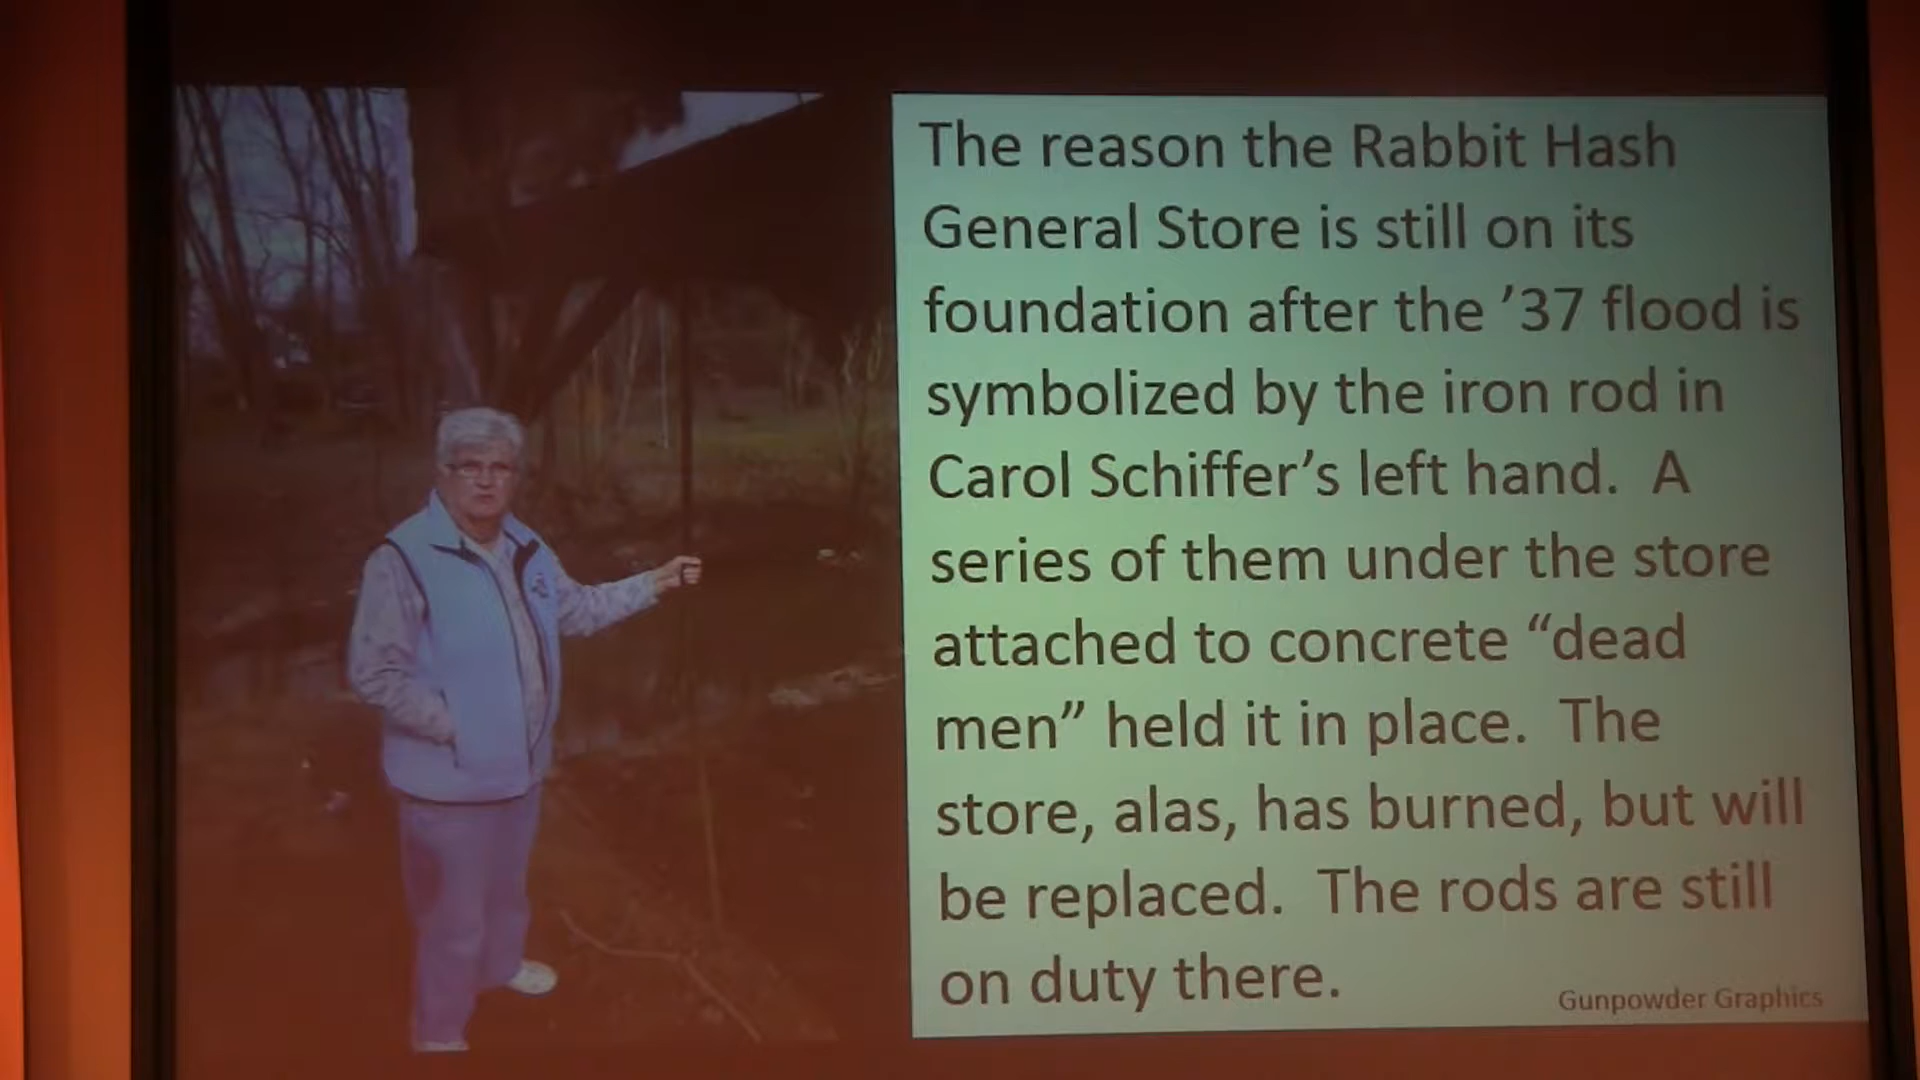 The reason the Rabbit Hash
General Store is still on its
foundation after the ’37 flood is
symbolized by the iron rod in
Carol Schiffer’s left hand.  A
series of them under the store
attached to concrete “dead
men” held it in place.  The
store, alas, has burned, but will
be replaced.  The rods are still
on duty there.
Gunpowder Graphics